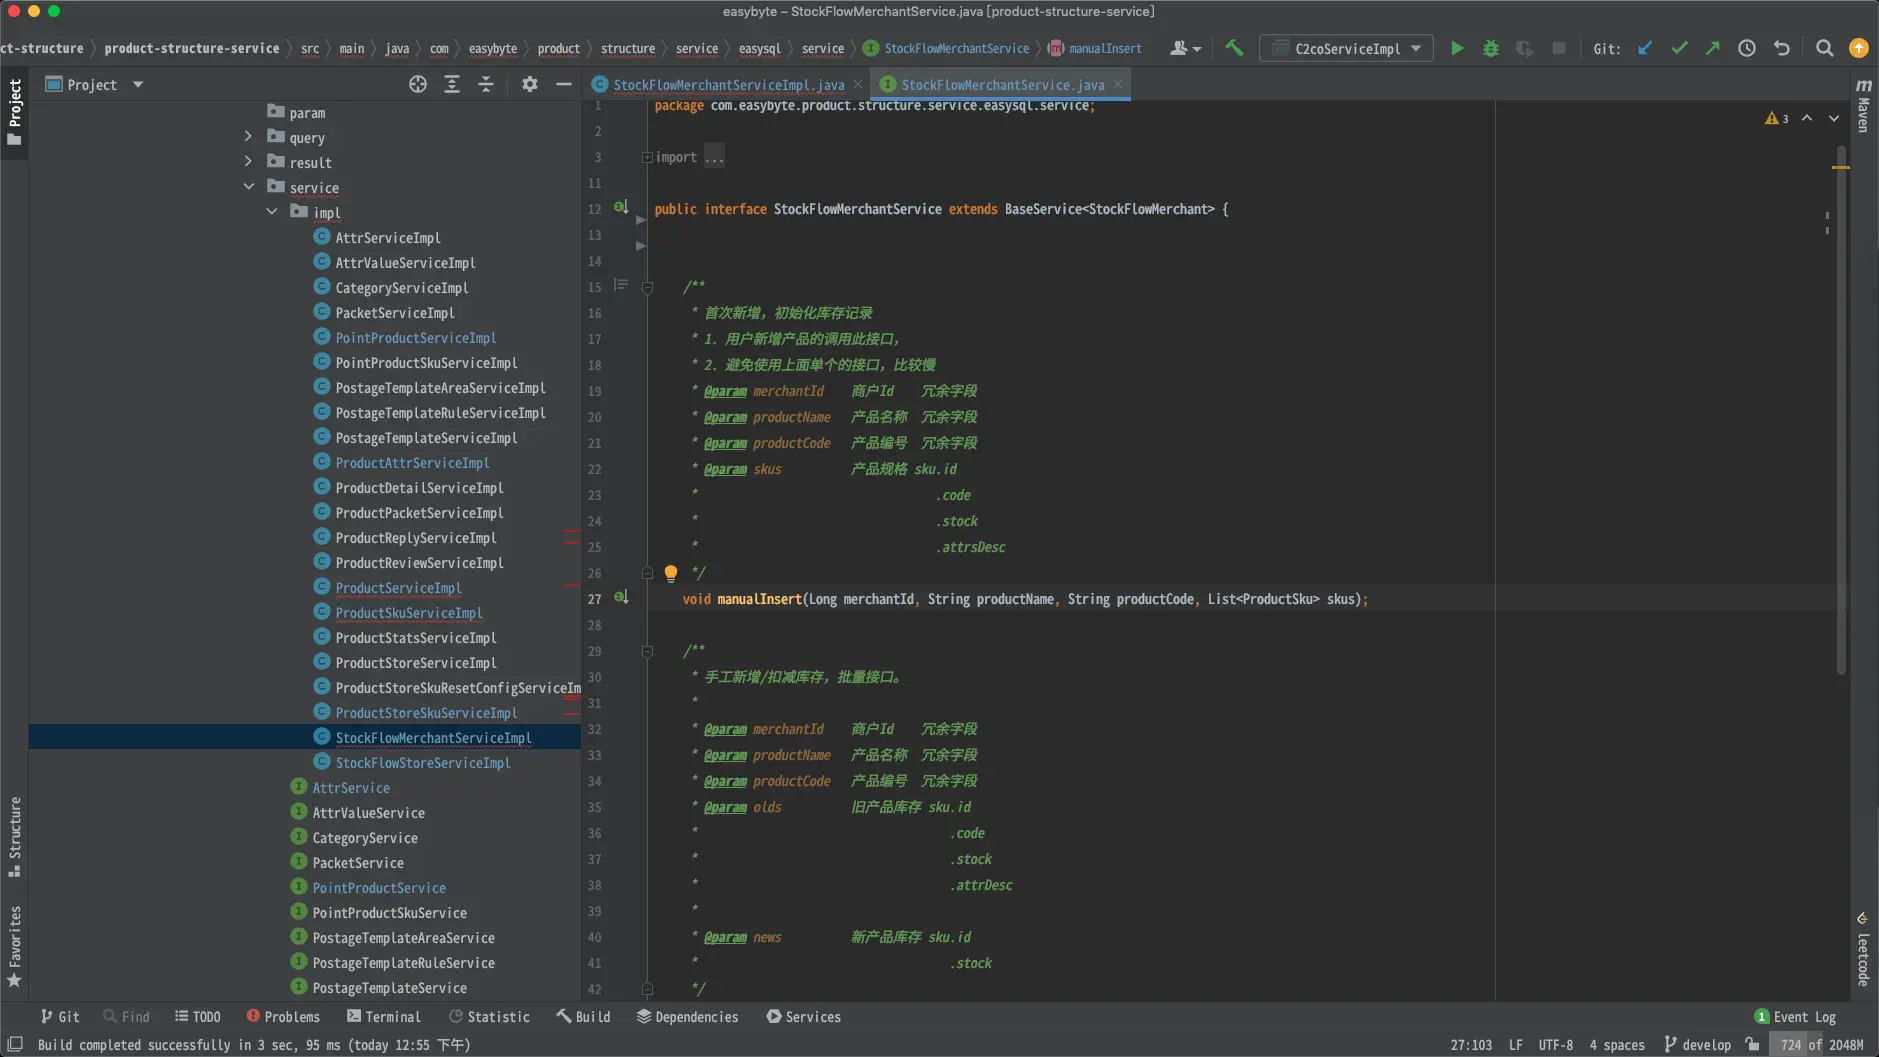 easybyte – StockFlowMerchantService.java [product-structure-service]
ct-structure product-structure-service src main java com easybyte product structure service easysql service StockFlowMerchantService manualInsert C2coServiceImpl Git:
Project
StockFlowMerchantServiceImpl.java StockFlowMerchantService.java
Project
Structure
Favorites
param
query
result
service
impl
AttrServiceImpl
AttrValueServiceImpl
CategoryServiceImpl
PacketServiceImpl
PointProductServiceImpl
PointProductSkuServiceImpl
PostageTemplateAreaServiceImpl
PostageTemplateRuleServiceImpl
PostageTemplateServiceImpl
ProductAttrServiceImpl
ProductDetailServiceImpl
ProductPacketServiceImpl
ProductReplyServiceImpl
ProductReviewServiceImpl
ProductServiceImpl
ProductSkuServiceImpl
ProductStatsServiceImpl
ProductStoreServiceImpl
ProductStoreSkuResetConfigServiceIm
ProductStoreSkuServiceImpl
StockFlowMerchantServiceImpl
StockFlowStoreServiceImpl
AttrService
AttrValueService
CategoryService
PacketService
PointProductService
PointProductSkuService
PostageTemplateAreaService
PostageTemplateRuleService
PostageTemplateService
1 package com.easybyte.product.structure.service.easysql.service;
2
3 import ...
11
12 public interface StockFlowMerchantService extends BaseService<StockFlowMerchant> {
13
14
15 /**
16 * 首次新增，初始化库存记录
17 * 1. 用户新增产品的调用此接口，
18 * 2. 避免使用上面单个的接口，比较慢
19 * @param merchantId 商户Id 冗余字段
20 * @param productName 产品名称 冗余字段
21 * @param productCode 产品编号 冗余字段
22 * @param skus 产品规格 sku.id
23 * .code
24 * .stock
25 * .attrsDesc
26 */
27 void manualInsert(Long merchantId, String productName, String productCode, List<ProductSku> skus);
28
29 /**
30 * 手工新增/扣减库存，批量接口。
31 *
32 * @param merchantId 商户Id 冗余字段
33 * @param productName 产品名称 冗余字段
34 * @param productCode 产品编号 冗余字段
35 * @param olds 旧产品库存 sku.id
36 * .code
37 * .stock
38 * .attrDesc
39 *
40 * @param news 新产品库存 sku.id
41 * .stock
42 */
3
m Maven
Leetcode
Git Find TODO Problems Terminal Statistic Build Dependencies Services 1 Event Log
Build completed successfully in 3 sec, 95 ms (today 12:55 下午) 27:103 LF UTF-8 4 spaces develop 724 of 2048M